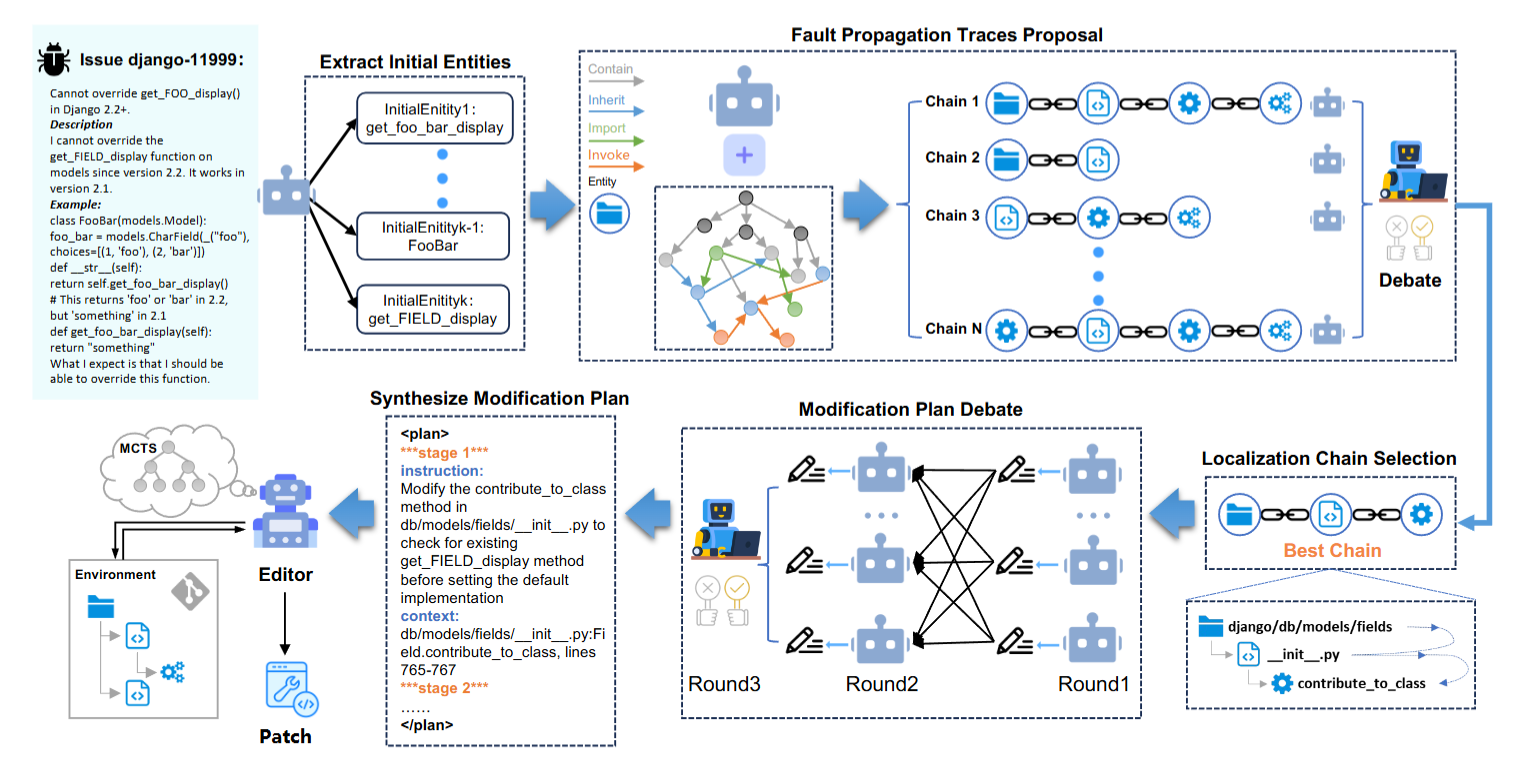 Issue django-11999:
Cannot override get_FOO_display()
in Django 2.2+.
Description
I cannot override the
get_FIELD_display function on
models since version 2.2. It works in
version 2.1.
Example:
class FooBar(models.Model):
foo_bar = models.CharField(_("foo"),
choices=[(1, 'foo'), (2, 'bar')])
def __str__(self):
return self.get_foo_bar_display()
# This returns 'foo' or 'bar' in 2.2,
but 'something' in 2.1
def get_foo_bar_display(self):
return "something"
What I expect is that I should be
able to override this function.
Extract Initial Entities
InitialEnitity1:
get_foo_bar_display
InitialEnitityk-1:
FooBar
InitialEnitityk:
get_FIELD_display
Fault Propagation Traces Proposal
Contain
Inherit
Import
Invoke
Entity
Chain 1
Chain 2
Chain 3
Chain N
Debate
Localization Chain Selection
Best Chain
django/db/models/fields
__init__.py
contribute_to_class
Modification Plan Debate
Round3
Round2
Round1
Synthesize Modification Plan
<plan>
***stage 1***
instruction:
Modify the contribute_to_class
method in
db/models/fields/__init__.py to
check for existing
get_FIELD_display method
before setting the default
implementation
context:
db/models/fields/__init__.py:Fi
eld.contribute_to_class, lines
765-767
***stage 2***
......
</plan>
MCTS
Editor
Environment
Patch